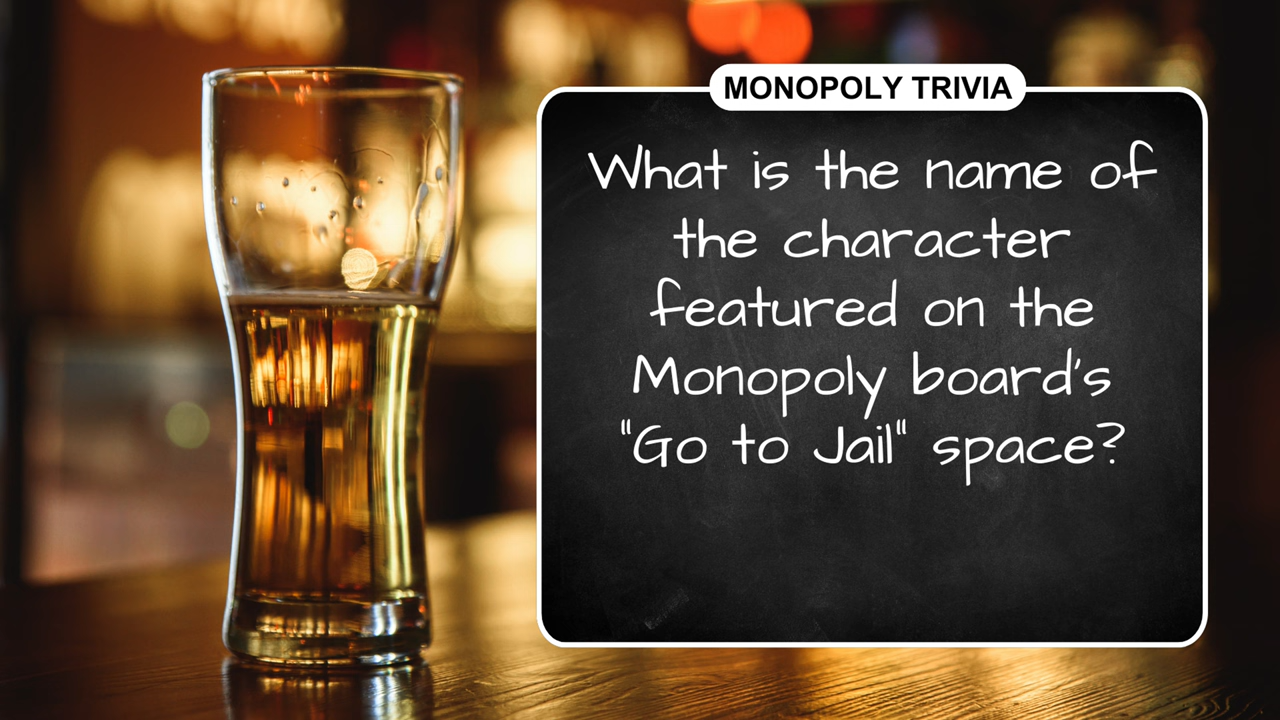 MONOPOLY TRIVIA
What is the name of
the character
featured on the
Monopoly board's
"Go to Jail" space?